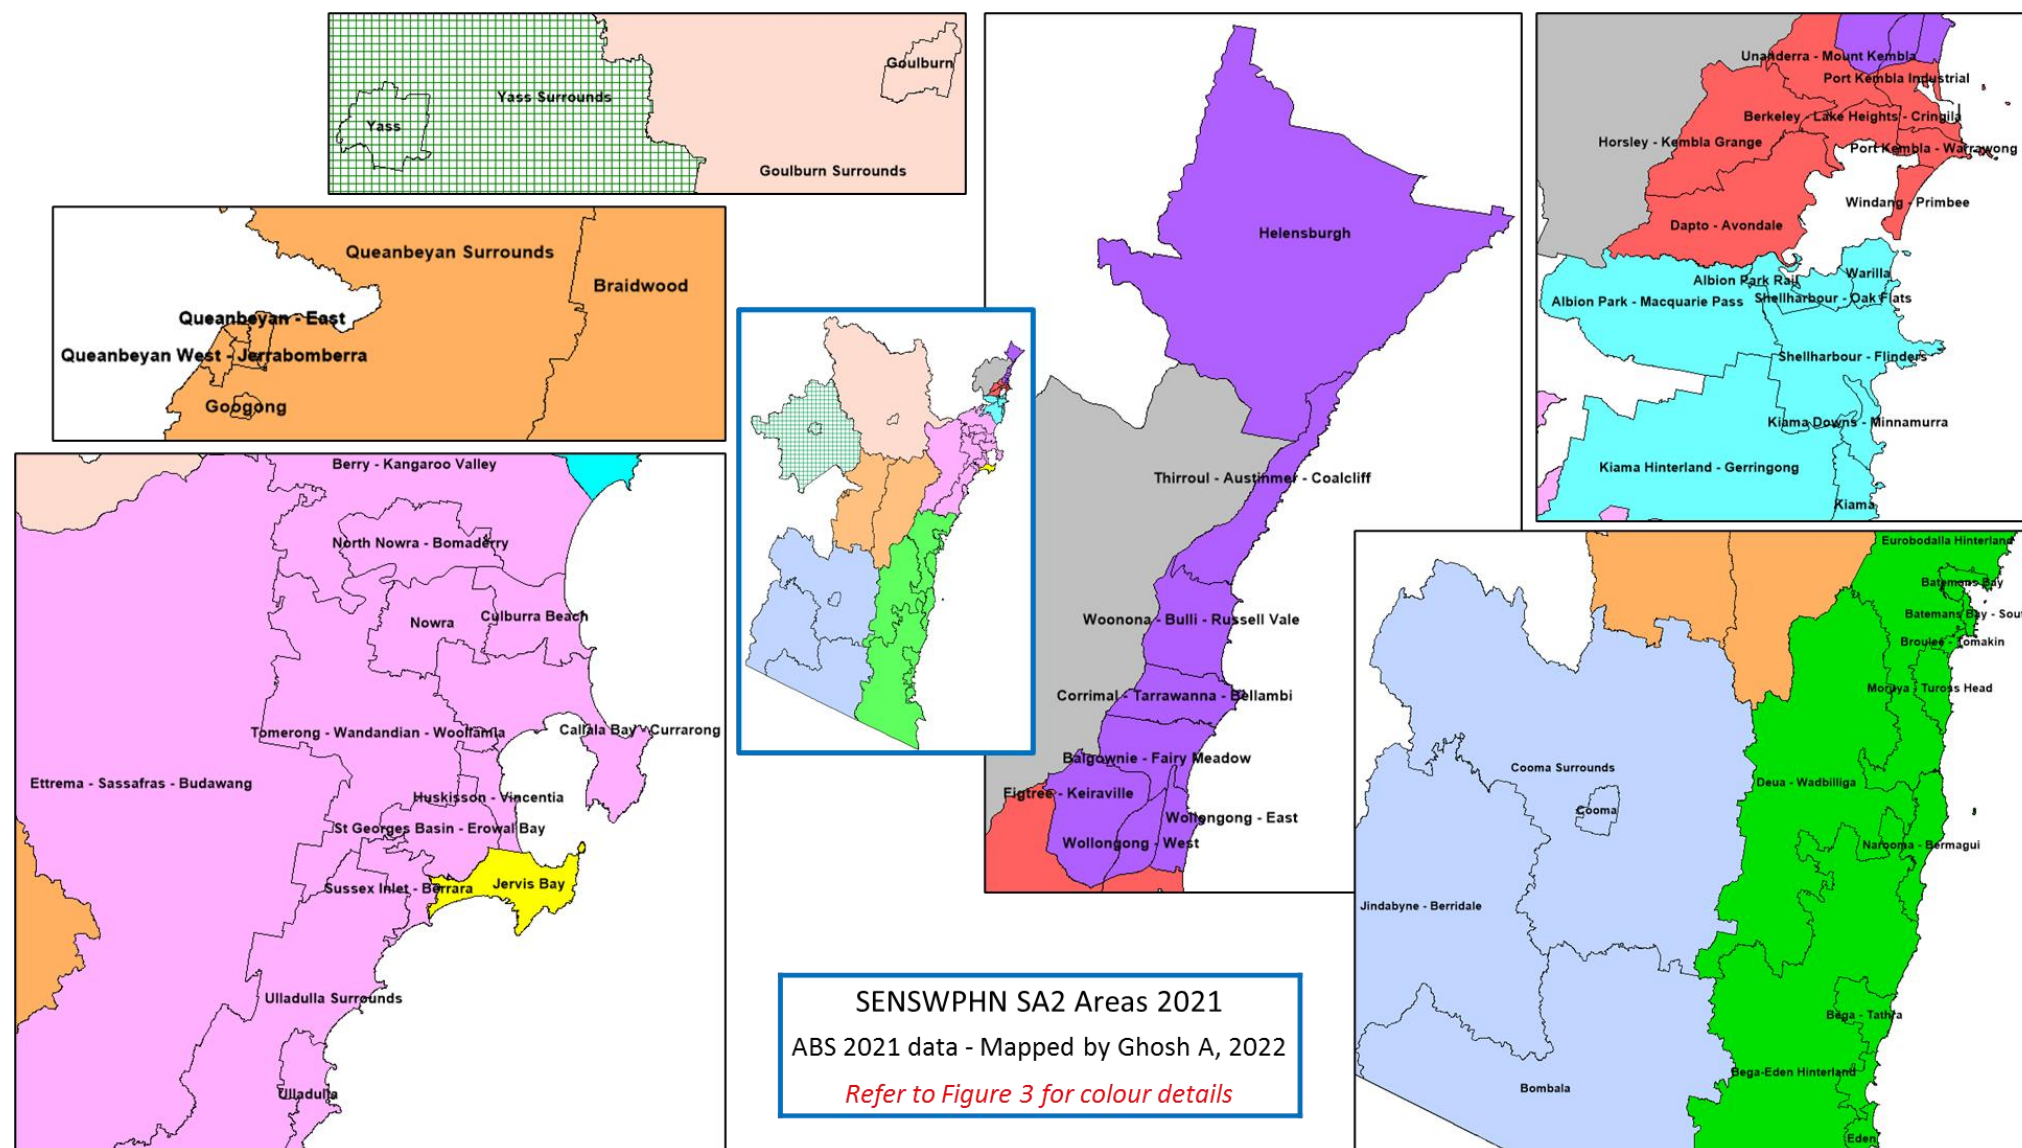 Goulburn
Yass Surrounds
Yass
Goulburn Surrounds
Queanbeyan Surrounds
Braidwood
Queanbeyan - East
Queanbeyan West - Jerrabomberra
Googong
Berry - Kangaroo Valley
North Nowra - Bomaderry
Culburra Beach
Nowra
Tomerong - Wandandian - Woollamia
Callala Bay - Currarong
Ettrema - Sassafras - Budawang
Huskisson - Vincentia
St Georges Basin - Erowal Bay
Sussex Inlet - Berrara
Jervis Bay
Ulladulla Surrounds
Ulladulla
Helensburgh
Thirroul - Austinmer - Coalcliff
Woonona - Bulli - Russell Vale
Corrimal - Tarrawanna - Bellambi
Balgownie - Fairy Meadow
Figtree - Keiraville
Wollongong - East
Wollongong - West
Unanderra - Mount Kembla
Port Kembla Industrial
Berkeley - Lake Heights - Cringila
Horsley - Kembla Grange
Port Kembla - Warrawong
Windang - Primbee
Dapto - Avondale
Albion Park Rail
Warilla
Albion Park - Macquarie Pass
Shellharbour - Oak Flats
Shellharbour - Flinders
Kiama Downs - Minnamurra
Kiama Hinterland - Gerringong
Kiama
Eurobodalla Hinterland
Batemans Bay
Batemans Bay - Sou
Broulee - Tomakin
Moruya - Tuross Head
Cooma Surrounds
Deua - Wadbilliga
Cooma
Narooma - Bermagui
Jindabyne - Berridale
Bega - Tathra
Bega-Eden Hinterland
Bombala
Eden
SENSWPHN SA2 Areas 2021
ABS 2021 data - Mapped by Ghosh A, 2022
Refer to Figure 3 for colour details